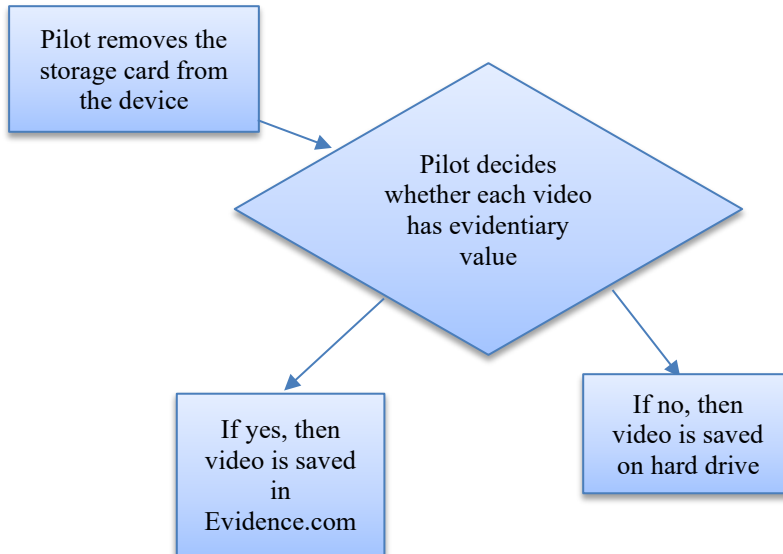 Pilot removes the
storage card from
the device
Pilot decides
whether each video
has evidentiary
value
If yes, then
video is saved
in
Evidence.com
If no, then
video is saved
on hard drive